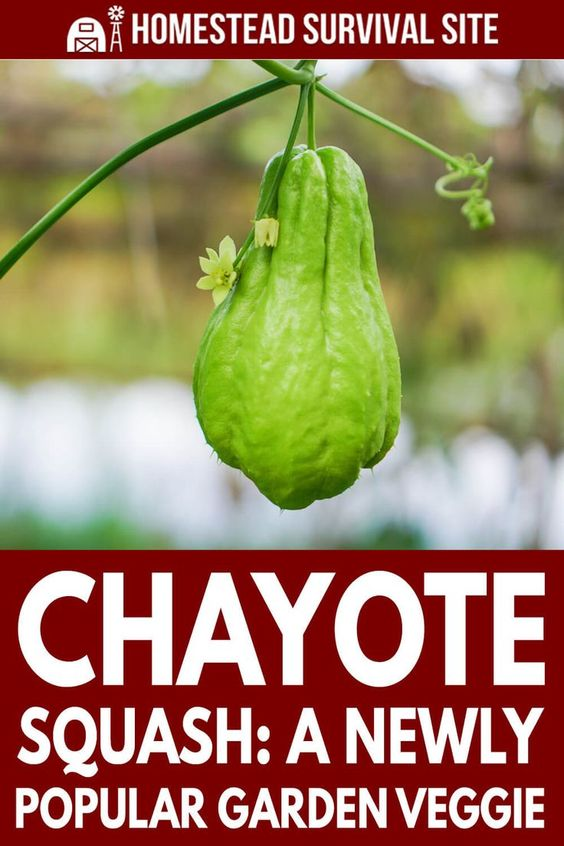 HOMESTEAD SURVIVAL SITE
CHAYOTE
SQUASH: A NEWLY
POPULAR GARDEN VEGGIE